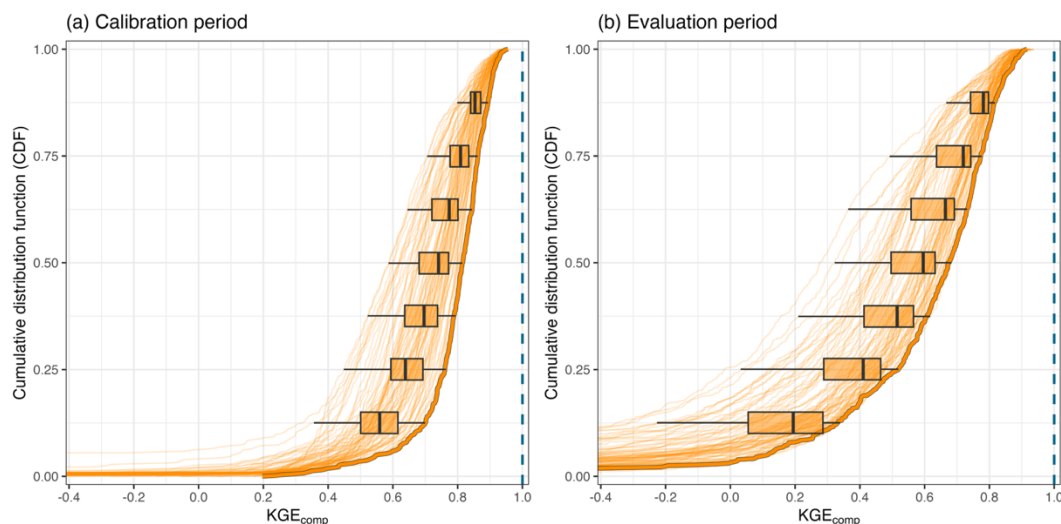 (a) Calibration period
(b) Evaluation period
Cumulative distribution function (CDF)
1.00
0.75
0.50
0.25
0.00
-0.4 -0.2 0.0 0.2 0.4 0.6 0.8 1.0
KGEcomp
Cumulative distribution function (CDF)
1.00
0.75
0.50
0.25
0.00
-0.4 -0.2 0.0 0.2 0.4 0.6 0.8 1.0
KGEcomp